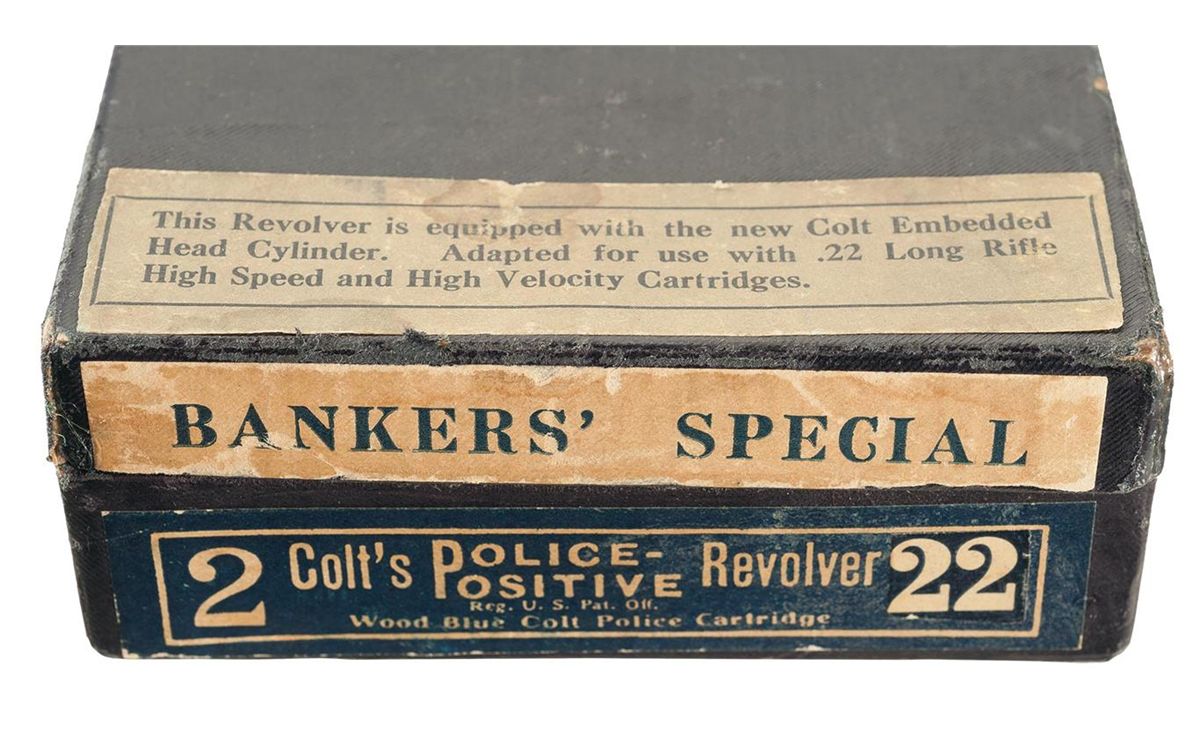 This Revolver is equipped with the new Colt Embedded
Head Cylinder. Adapted for use with .22 Long Rifle
High Speed and High Velocity Cartridges.
BANKERS' SPECIAL
2 Colt's POLICE-POSITIVE Revolver 22
Reg. U. S. Pat. Off.
Wood Blue Colt Police Cartridge